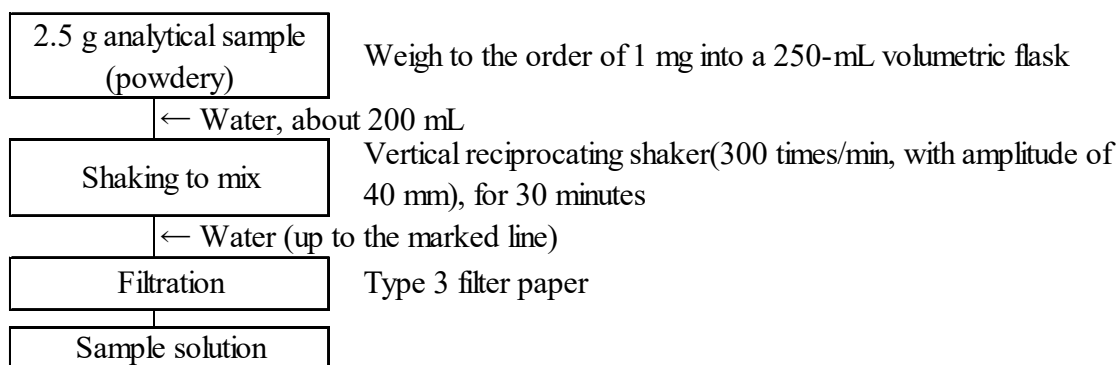 2.5 g analytical sample
(powdery)
Weigh to the order of 1 mg into a 250-mL volumetric flask
← Water, about 200 mL
Shaking to mix
Vertical reciprocating shaker(300 times/min, with amplitude of
40 mm), for 30 minutes
← Water (up to the marked line)
Filtration
Type 3 filter paper
Sample solution